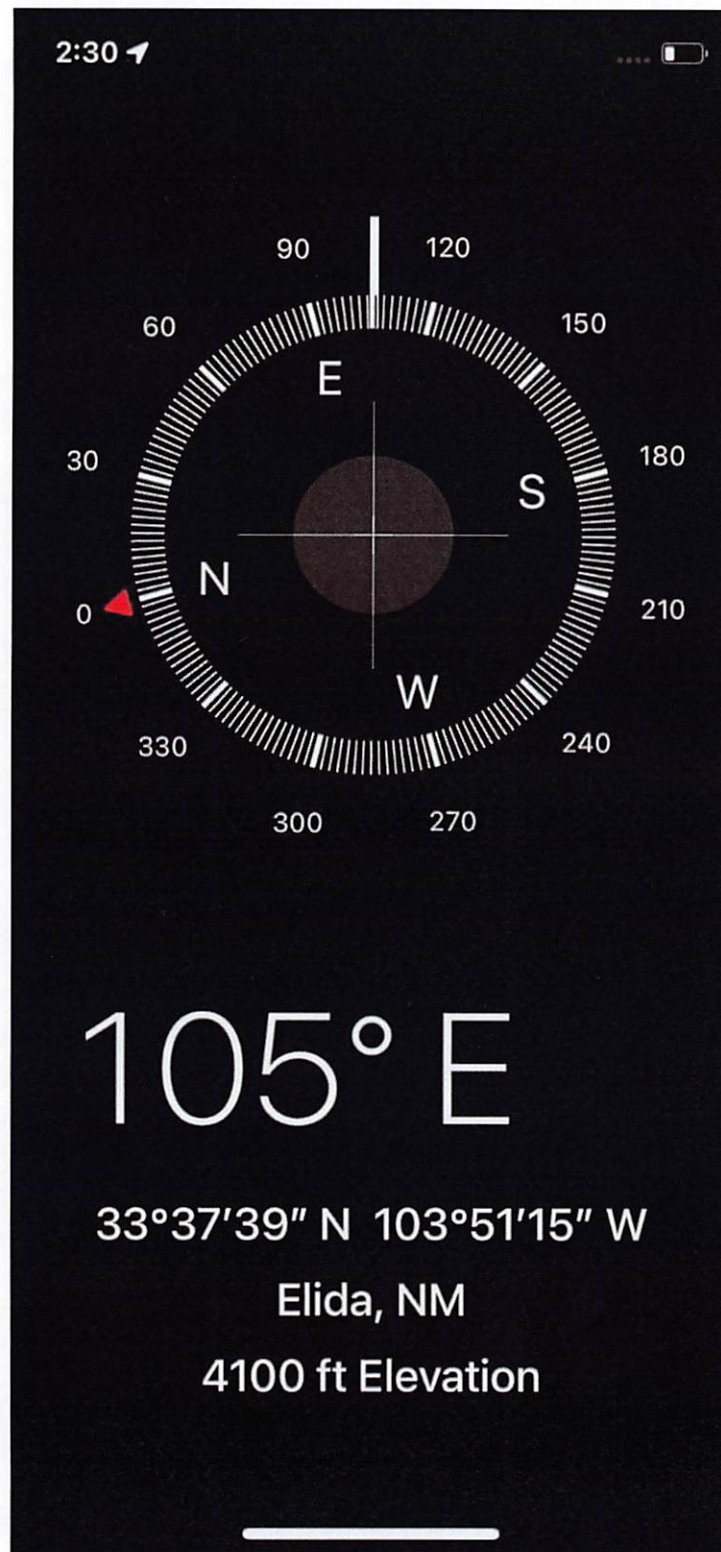 2:30
90 120
60 150
E
30 180
S
N
0 210
W
330 240
300 270
105° E
33°37'39" N 103°51'15" W
Elida, NM
4100 ft Elevation